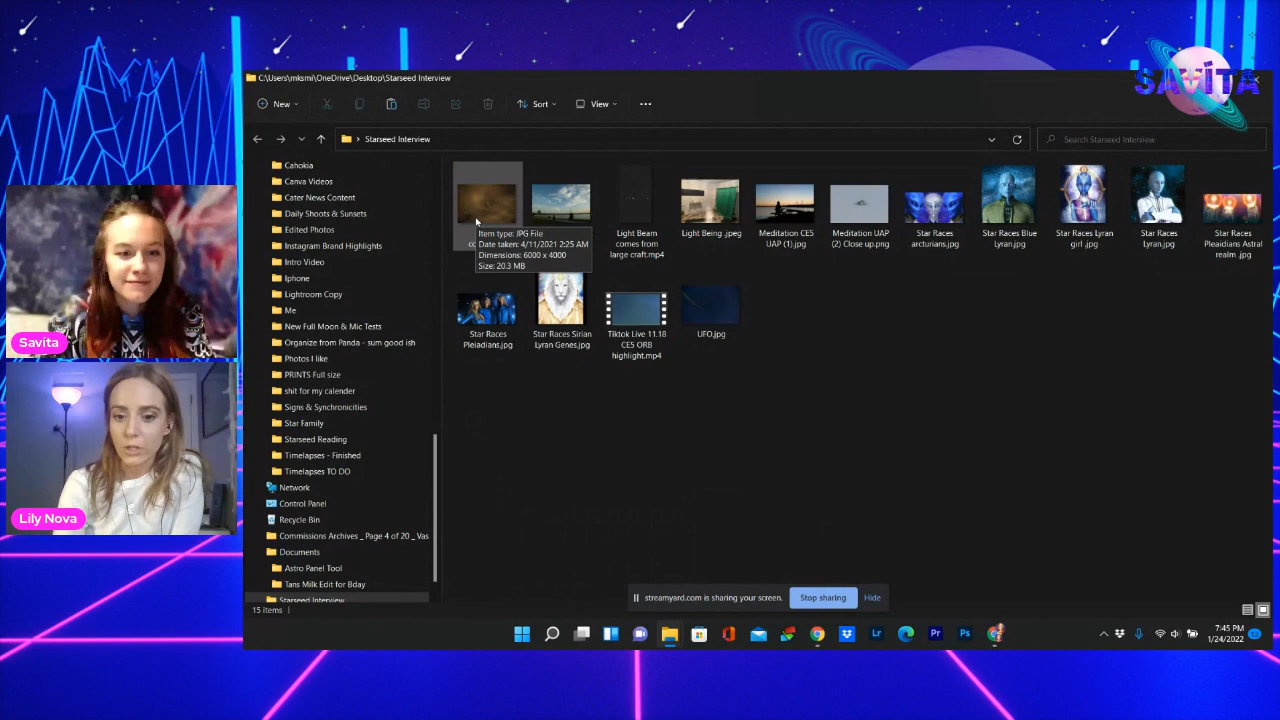 SAVITA
C:\Users\mksmi\OneDrive\Desktop\Starseed Interview
New
Sort
View
Starseed Interview
Search Starseed Interview
Cahokia
Canva Videos
Cater News Content
Daily Shoots & Sunsets
Edited Photos
Instagram Brand Highlights
Intro Video
Iphone
Lightroom Copy
Me
New Full Moon & Mic Tests
Organize from Panda - sum good ish
Photos I like
PRINTS Full size
shit for my calender
Signs & Synchronicities
Star Family
Starseed Reading
Timelapses - Finished
Timelapses TO DO
Network
Control Panel
Recycle Bin
Commissions Archives _ Page 4 of 20 _ Vas
Documents
Astro Panel Tool
Tans Milk Edit for Bday
Starseed Interview
Item type: JPG File
Date taken: 4/11/2021 2:25 AM
Dimensions: 6000 x 4000
Size: 20.3 MB
Light Beam
comes from
large craft.mp4
Light Being .jpeg
Meditation CE5
UAP (1).jpg
Meditation UAP
(2) Close up.png
Star Races
arcturians.jpg
Star Races Blue
Lyran.jpg
Star Races Lyran
girl .jpg
Star Races
Lyran.jpg
Star Races
Pleiadians Astral
realm .jpg
Star Races
Pleiadians.jpg
Star Races Sirian
Lyran Genes.jpg
Tiktok Live 11.18
CE5 ORB
highlight.mp4
UFO.jpg
Savita
Lily Nova
streamyard.com is sharing your screen.
Stop sharing
Hide
15 items
Lr
Pr
Ps
7:45 PM
1/24/2022